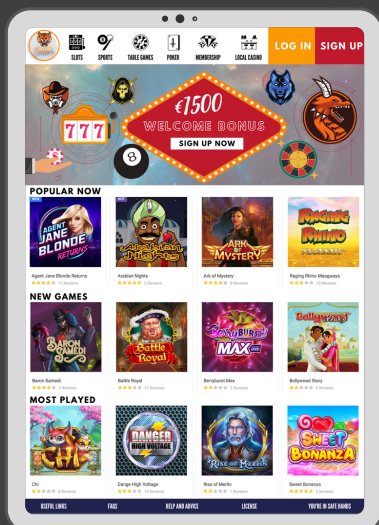 SLOTS SPORTS TABLE GAMES POKER MEMBERSHIP LOCAL CASINO LOG IN SIGN UP
€1500
777
WELCOME BONUS
SIGN UP NOW
8
POPULAR NOW
AGENT JANE BLONDE RETURNS
Arabian Nights
ARK OF MYSTERY
RAGING RHINO
Agent Jane Blonde Returns
Arabian Nights
Ark of Mystery
Raging Rhino Megaways
NEW GAMES
BARON SAMEDI
Battle Royal
BerryBurst MAX
Bollywood
Baron Samedi
Battle Royal
Berryburst Max
Bollywood Story
MOST PLAYED
DANGER HIGH VOLTAGE
RISE OF MERLIN
SWEET BONANZA
Chi
Dange High Voltage
Rise of Merlin
Sweet Bonanza
USEFUL LINKS FAQS HELP AND ADVICE LICENSE YOU'RE IN SAFE HANDS